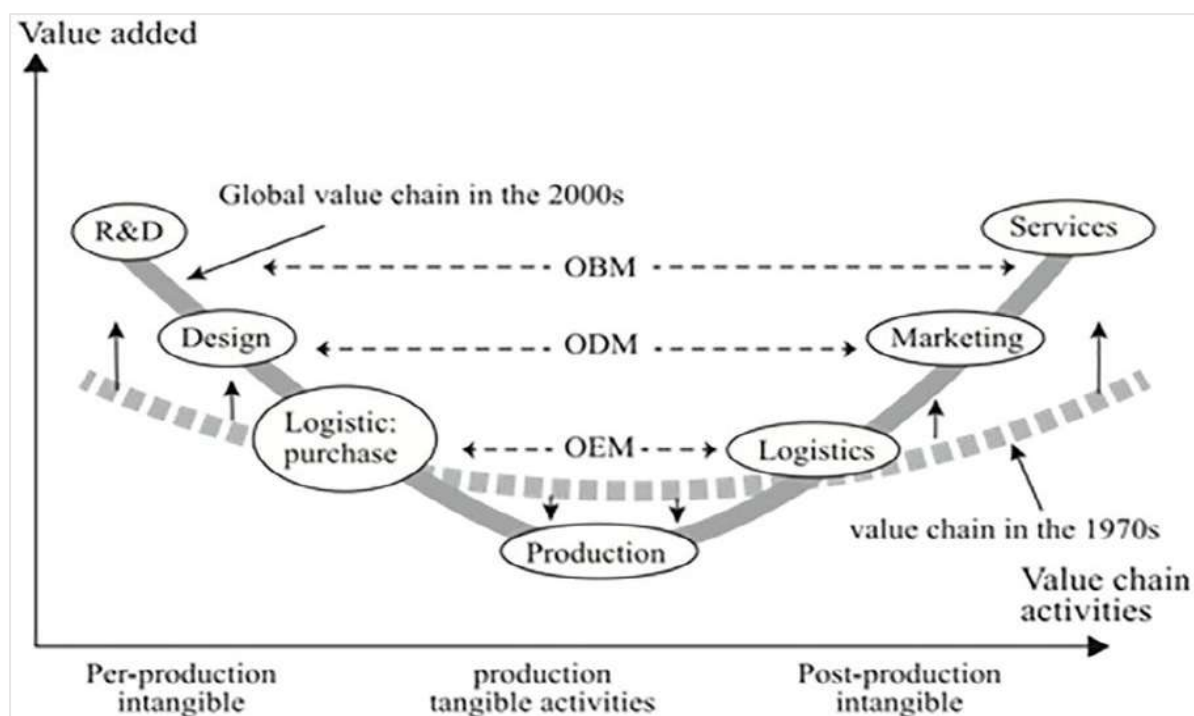 Value added
Global value chain in the 2000s
R&D
Services
OBM
Design
ODM
Marketing
Logistic:
purchase
OEM
Logistics
Production
value chain in the 1970s
Value chain
activities
Per-production
intangible
production
tangible activities
Post-production
intangible